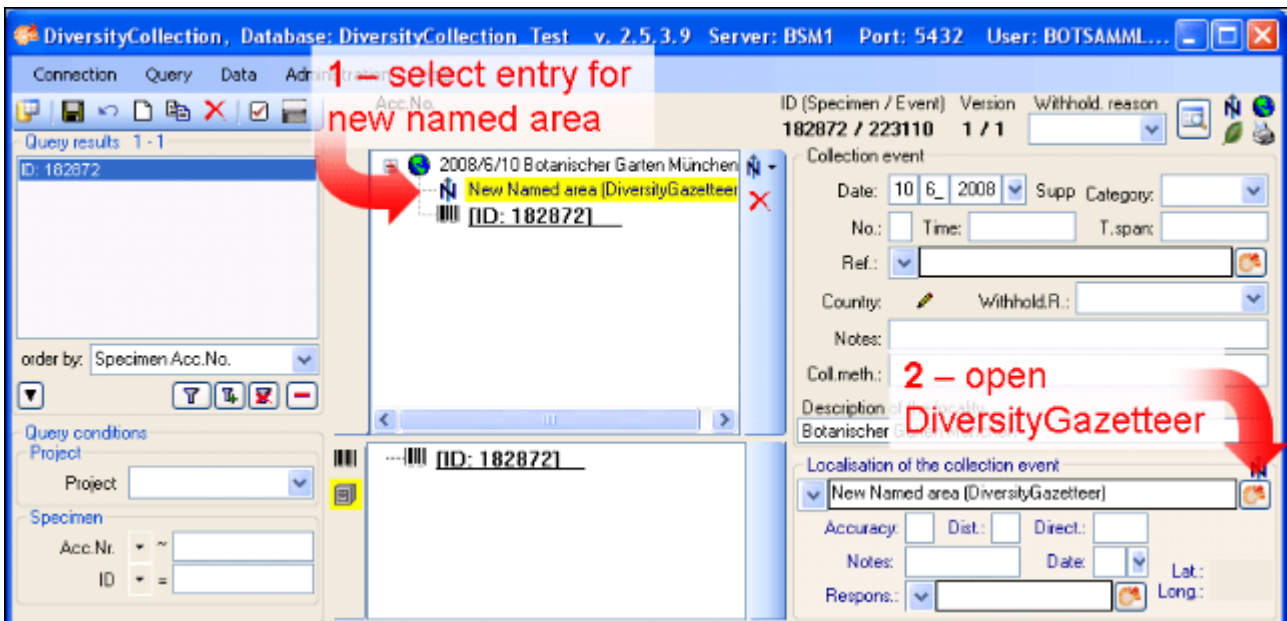 DiversityCollection, Database: DiversityCollection_Test v. 2.5.3.9 Server: BSM1 Port: 5432 User: BOTSAMML...
Connection Query Data
1 – select entry for
new named area
Acc.No.
ID (Specimen / Event) Version Withhold. reason
182872 / 223110 1 / 1
Query results 1 - 1
ID: 182872
2008/6/10 Botanischer Garten München
New Named area (DiversityGazetteer
[ID: 182872]
Collection event
Date: 10 6_ 2008 Supp Category:
No.: Time: T.span:
Ref.:
Country: Withhold.R.:
Notes:
Coll.meth.:
2 – open
DiversityGazetteer
Description
Botanischer
order by: Specimen Acc.No.
Query conditions
Project
Project
Specimen
Acc.Nr. ~
ID =
[ID: 182872]
Localisation of the collection event
New Named area (DiversityGazetteer)
Accuracy: Dist.: Direct.:
Notes: Date:
Lat.:
Respons.: Long.: